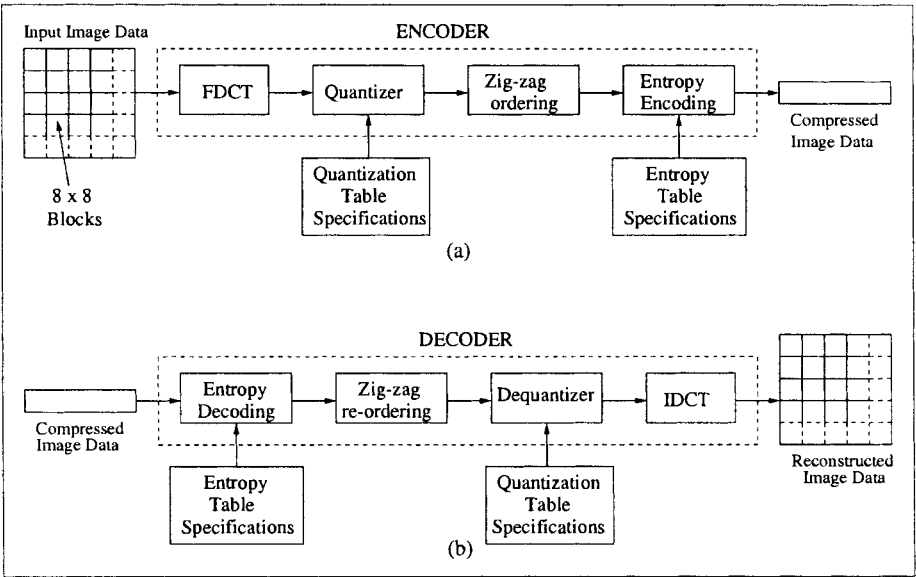 Input Image Data
ENCODER
FDCT
Quantizer
Zig-zag
ordering
Entropy
Encoding
Compressed
Image Data
8 x 8
Blocks
Quantization
Table
Specifications
Entropy
Table
Specifications
(a)
DECODER
Entropy
Decoding
Zig-zag
re-ordering
Dequantizer
IDCT
Compressed
Image Data
Reconstructed
Image Data
Entropy
Table
Specifications
Quantization
Table
Specifications
(b)